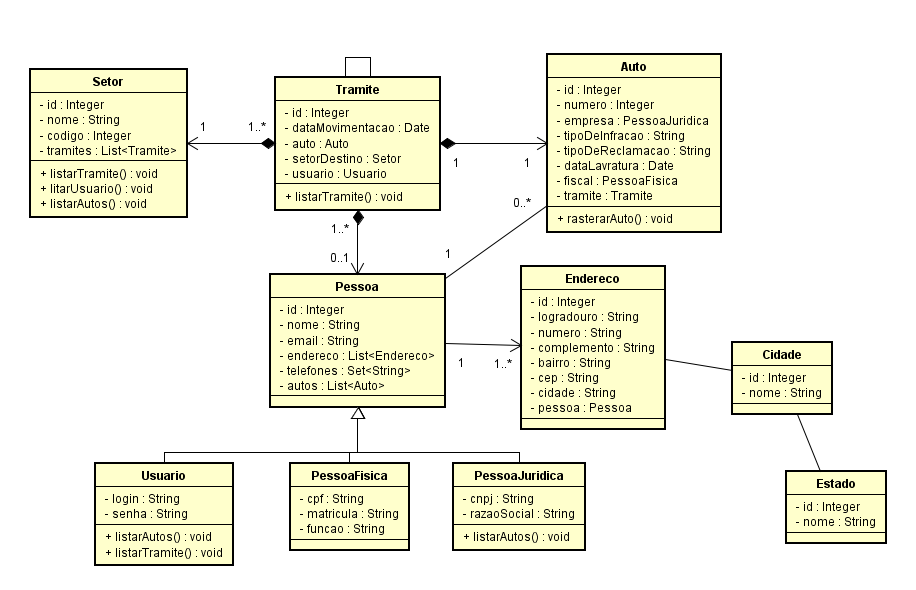 Setor
- id : Integer
- nome : String
- codigo : Integer
- tramites : List<Tramite>
+ listarTramite() : void
+ litarUsuario() : void
+ listarAutos() : void
1
1..*
Tramite
- id : Integer
- dataMovimentacao : Date
- auto : Auto
- setorDestino : Setor
- usuario : Usuario
+ listarTramite() : void
1
1
Auto
- id : Integer
- numero : Integer
- empresa : PessoaJuridica
- tipoDeInfracao : String
- tipoDeReclamacao : String
- dataLavratura : Date
- fiscal : PessoaFisica
- tramite : Tramite
+ rasterarAuto() : void
1..*
0..1
0..*
1
Pessoa
- id : Integer
- nome : String
- email : String
- endereco : List<Endereco>
- telefones : Set<String>
- autos : List<Auto>
1
1..*
Endereco
- id : Integer
- logradouro : String
- numero : String
- complemento : String
- bairro : String
- cep : String
- cidade : String
- pessoa : Pessoa
Cidade
- id : Integer
- nome : String
Usuario
- login : String
- senha : String
+ listarAutos() : void
+ listarTramite() : void
PessoaFisica
- cpf : String
- matricula : String
- funcao : String
PessoaJuridica
- cnpj : String
- razaoSocial : String
+ listarAutos() : void
Estado
- id : Integer
- nome : String